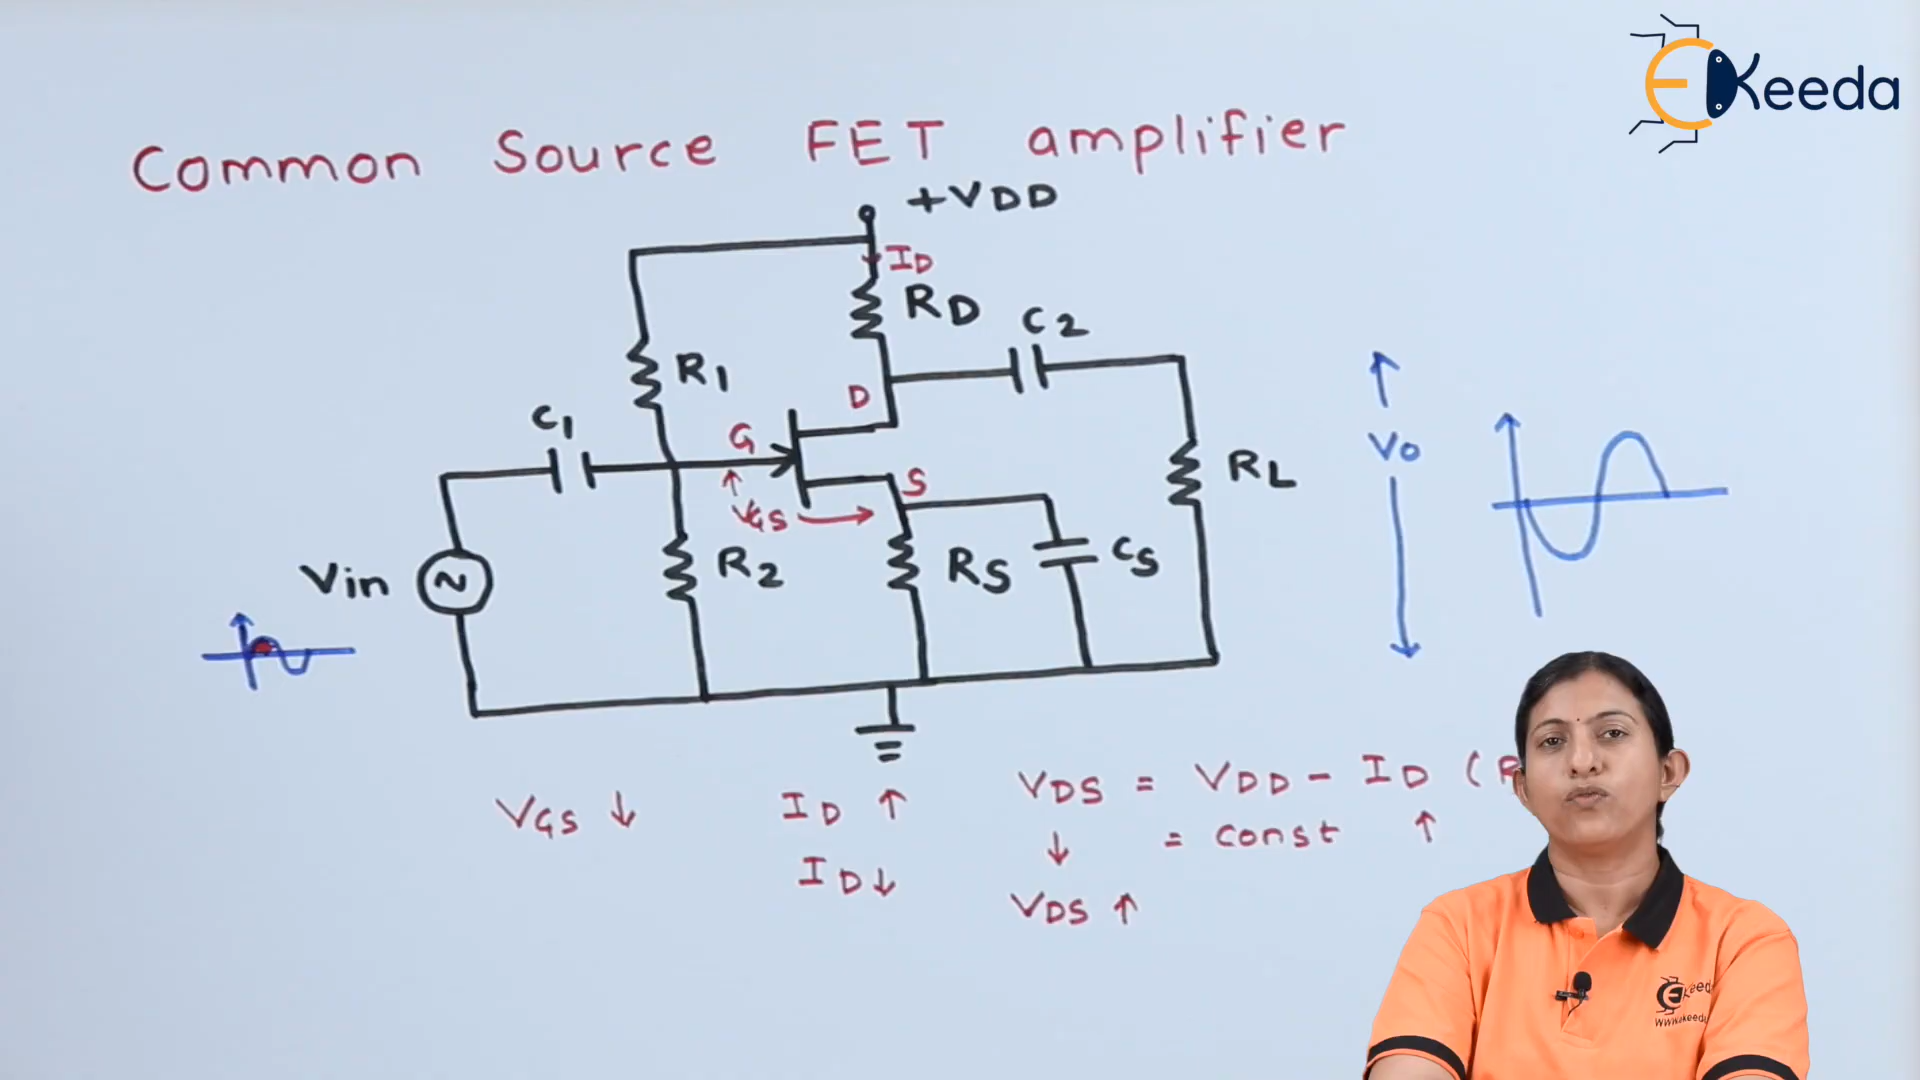 EKeeda
Common Source FET amplifier
+VDD
ID
RD
C2
R1
D
C1
G
Vo
S
RL
VGS
Vin
R2
RS
CS
VDS = VDD - ID (R
VGS ↓ ID ↑
↓ = const ↑
ID ↓
VDS ↑